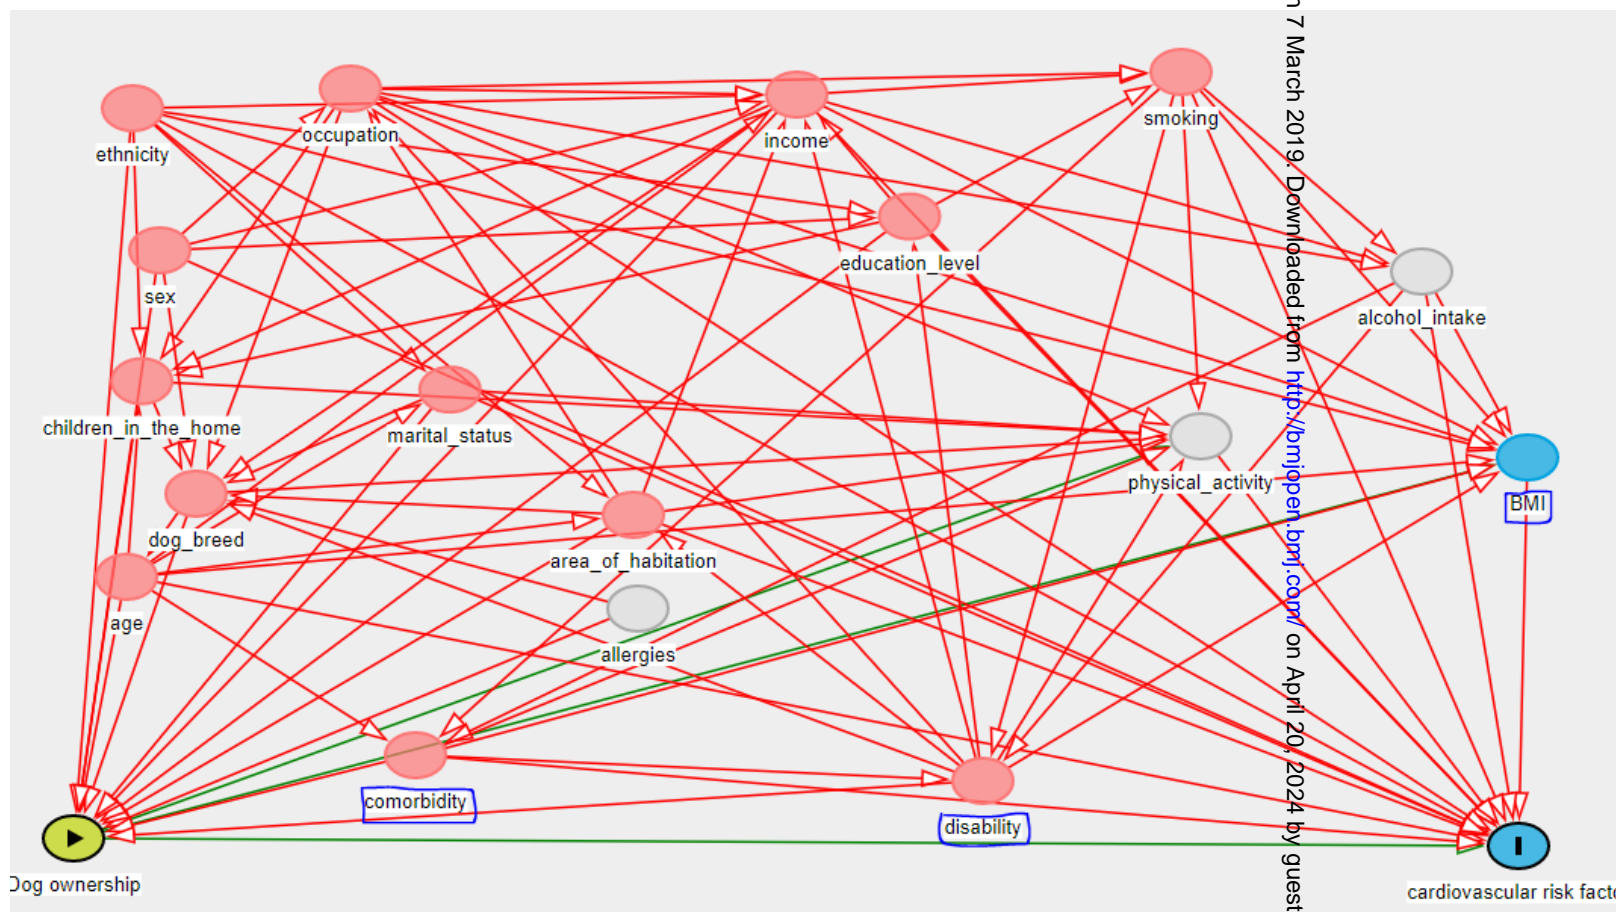 ethnicity
occupation
income
smoking
sex
education_level
alcohol_intake
children_in_the_home
marital_status
dog_breed
physical_activity
BMI
area_of_habitation
age
allergies
comorbidity
disability
Dog ownership
cardiovascular risk facto
n 7 March 2019. Downloaded from http://bmjopen.bmj.com/ on April 20, 2024 by guest